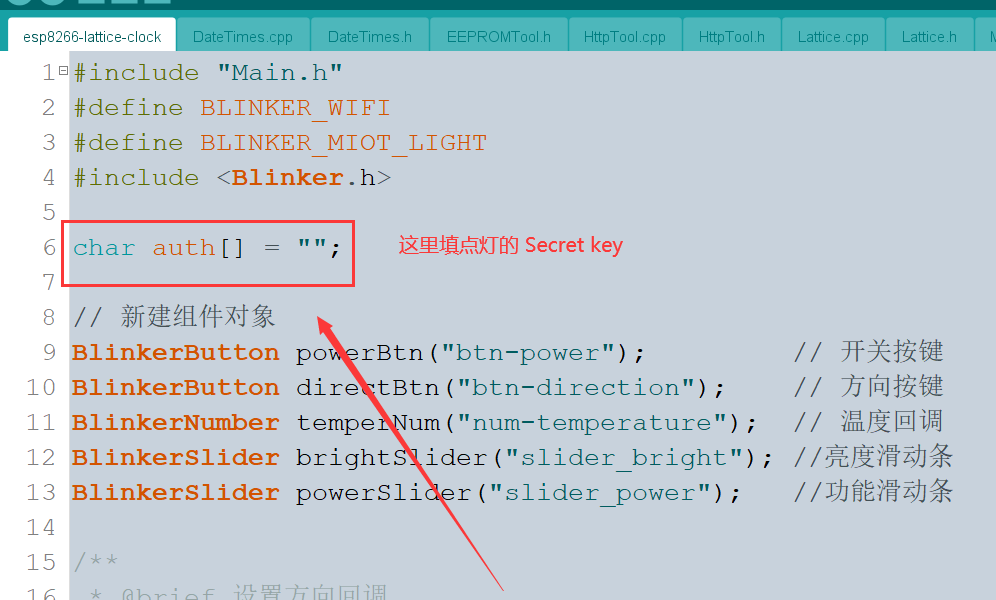 esp8266-lattice-clock DateTimes.cpp DateTimes.h EEPROMTool.h HttpTool.cpp HttpTool.h Lattice.cpp Lattice.h
1 #include "Main.h"
2 #define BLINKER_WIFI
3 #define BLINKER_MIOT_LIGHT
4 #include <Blinker.h>
5
6 char auth[] = ""; 这里填点灯的 Secret key
7
8 // 新建组件对象
9 BlinkerButton powerBtn("btn-power"); // 开关按键
10 BlinkerButton directBtn("btn-direction"); // 方向按键
11 BlinkerNumber temperNum("num-temperature"); // 温度回调
12 BlinkerSlider brightSlider("slider_bright"); //亮度滑动条
13 BlinkerSlider powerSlider("slider_power"); //功能滑动条
14
15 /**
16 * @brief 设置方向回调